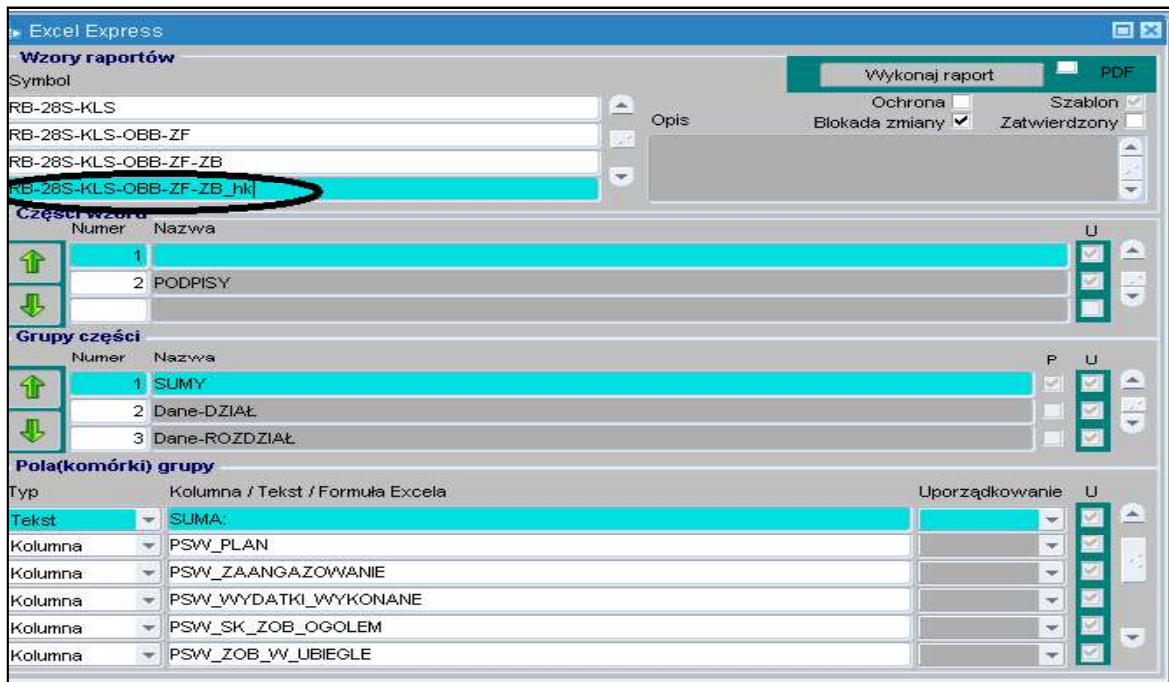 Excel Express
Wzory raportów
Symbol
Wykonaj raport PDF
RB-28S-KLS
Opis
Ochrona Szablon
RB-28S-KLS-OBB-ZF
Blokada zmiany Zatwierdzony
RB-28S-KLS-OBB-ZF-ZB
RB-28S-KLS-OBB-ZF-ZB_hk
Części wzoru
Numer Nazwa U
1
2 PODPISY
Grupy części
Numer Nazwa P U
1 SUMY
2 Dane-DZIAŁ
3 Dane-ROZDZIAŁ
Pola(komórki) grupy
Typ Kolumna / Tekst / Formuła Excela Uporządkowanie U
Tekst SUMA:
Kolumna PSW_PLAN
Kolumna PSW_ZAANGAZOWANIE
Kolumna PSW_WYDATKI_WYKONANE
Kolumna PSW_SK_ZOB_OGOLEM
Kolumna PSW_ZOB_W_UBIEGLE